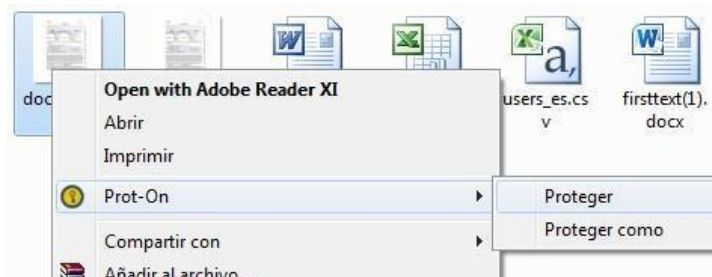 doc
users_es.cs
v
firsttext(1).
docx
Open with Adobe Reader XI
Abrir
Imprimir
Prot-On
Proteger
Proteger como
Compartir con
Añadir al archivo...